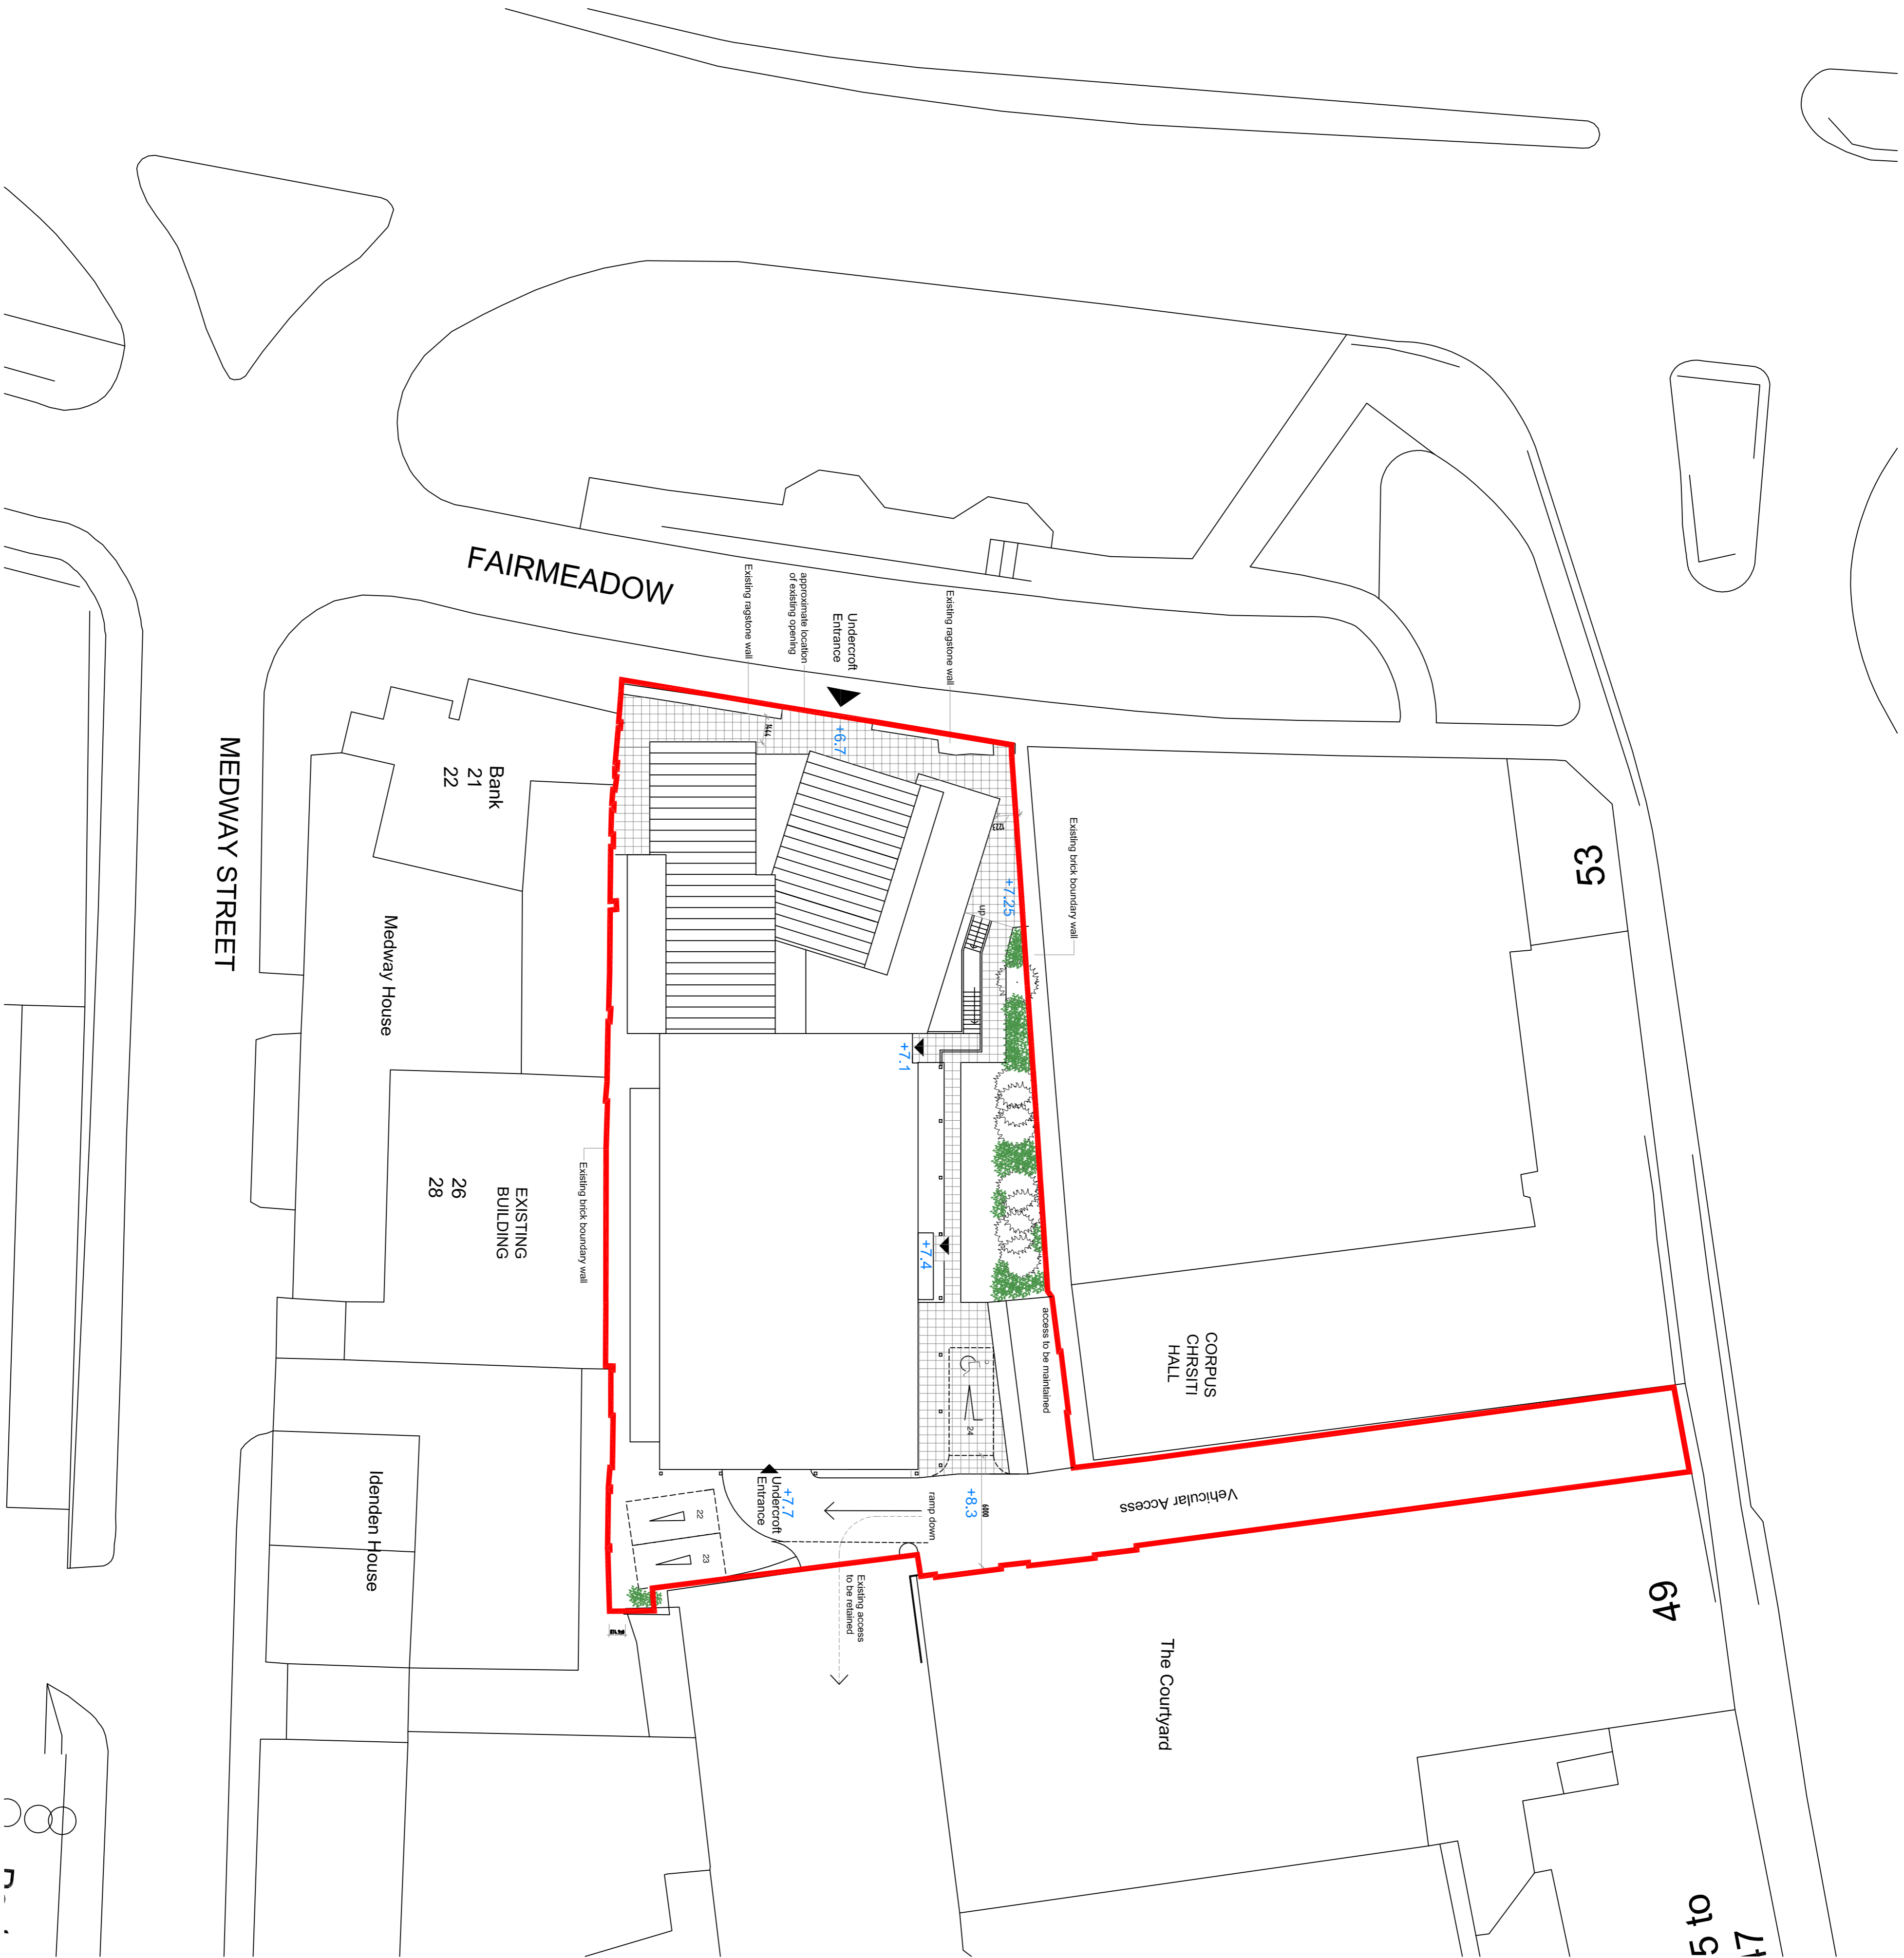 FAIRMEADOW
MEDWAY STREET
Existing ragstone wall
approximate location
of existing opening
Undercroft
Entrance
Existing ragstone wall
+6.7
Existing brick boundary wall
+7.25
up
+7.1
+7.4
Bank
21
22
Medway House
EXISTING
BUILDING
26
28
Existing brick boundary wall
Idenden House
53
CORPUS
CHRSITI
HALL
access to be maintained
24
Vehicular Access
6000
+8.3
ramp down
+7.7
Undercroft
Entrance
22
23
Existing access
to be retained
The Courtyard
49
47
5 to